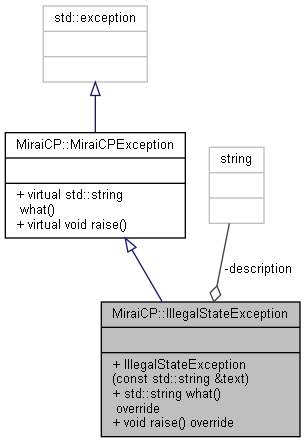 std::exception
MiraiCP::MiraiCPException
+ virtual std::string
what()
+ virtual void raise()
string
-description
MiraiCP::IllegalStateException
+ IllegalStateException
(const std::string &text)
+ std::string what()
override
+ void raise() override